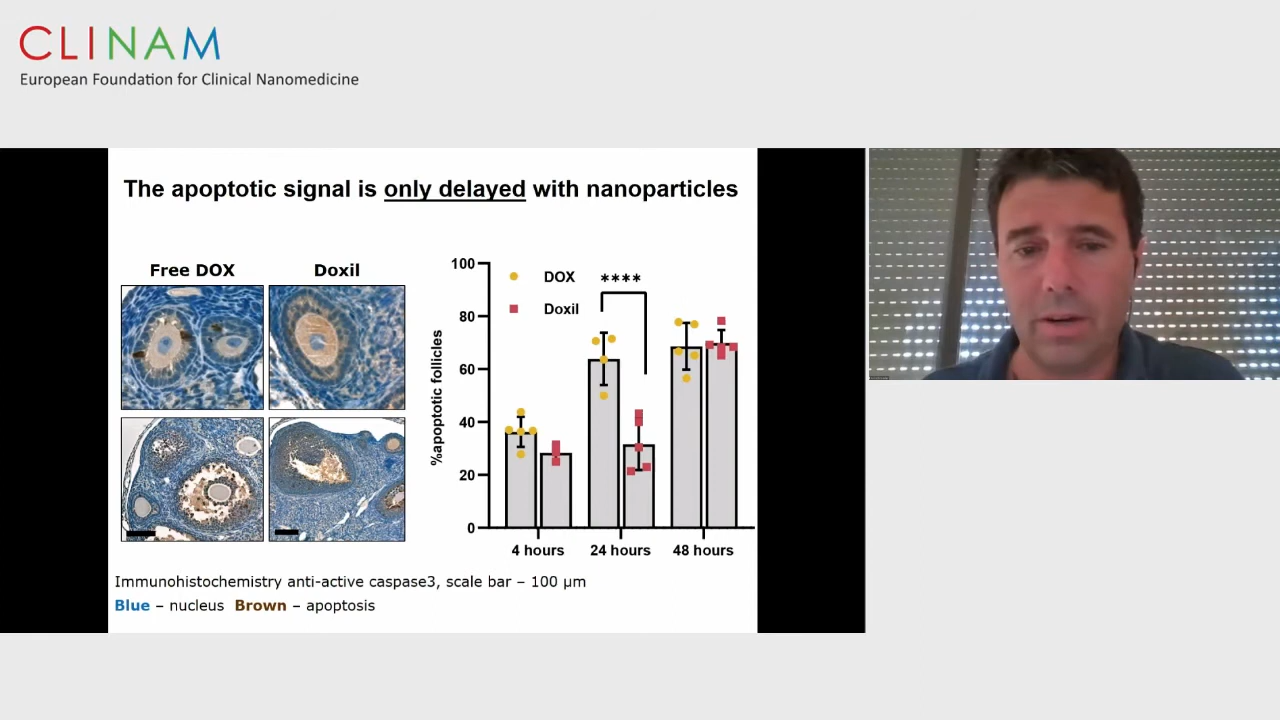 CLINAM
European Foundation for Clinical Nanomedicine
The apoptotic signal is only delayed with nanoparticles
Free DOX
Doxil
DOX
Doxil
****
%apoptotic follicles
100
80
60
40
20
0
4 hours
24 hours
48 hours
Immunohistochemistry anti-active caspase3, scale bar – 100 µm
Blue – nucleus Brown – apoptosis